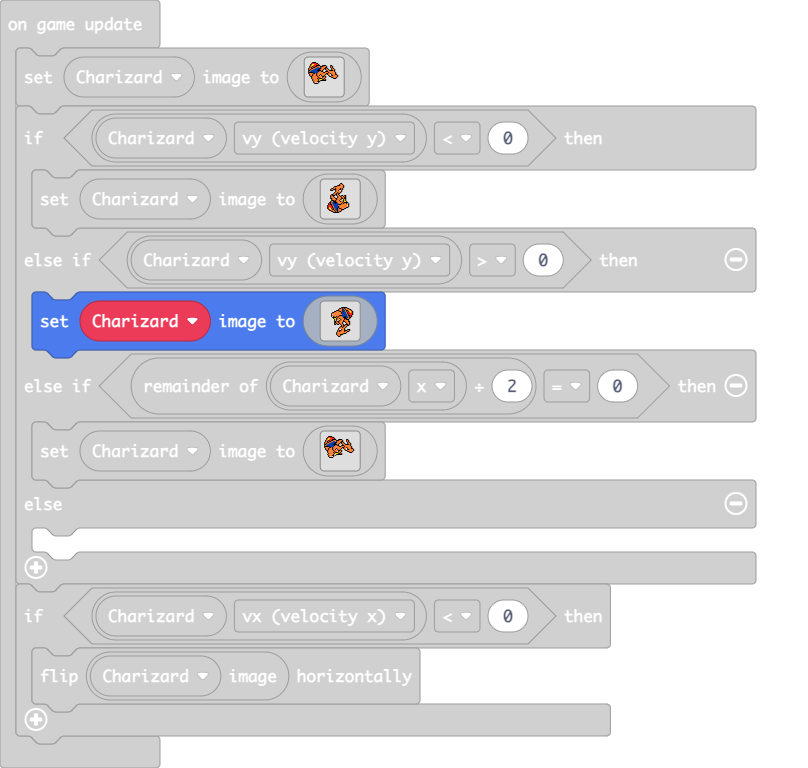 on game update
set Charizard image to
if Charizard vy (velocity y) < 0 then
set Charizard image to
else if Charizard vy (velocity y) > 0 then
set Charizard image to
else if remainder of Charizard x ÷ 2 = 0 then
set Charizard image to
else
if Charizard vx (velocity x) < 0 then
flip Charizard image horizontally